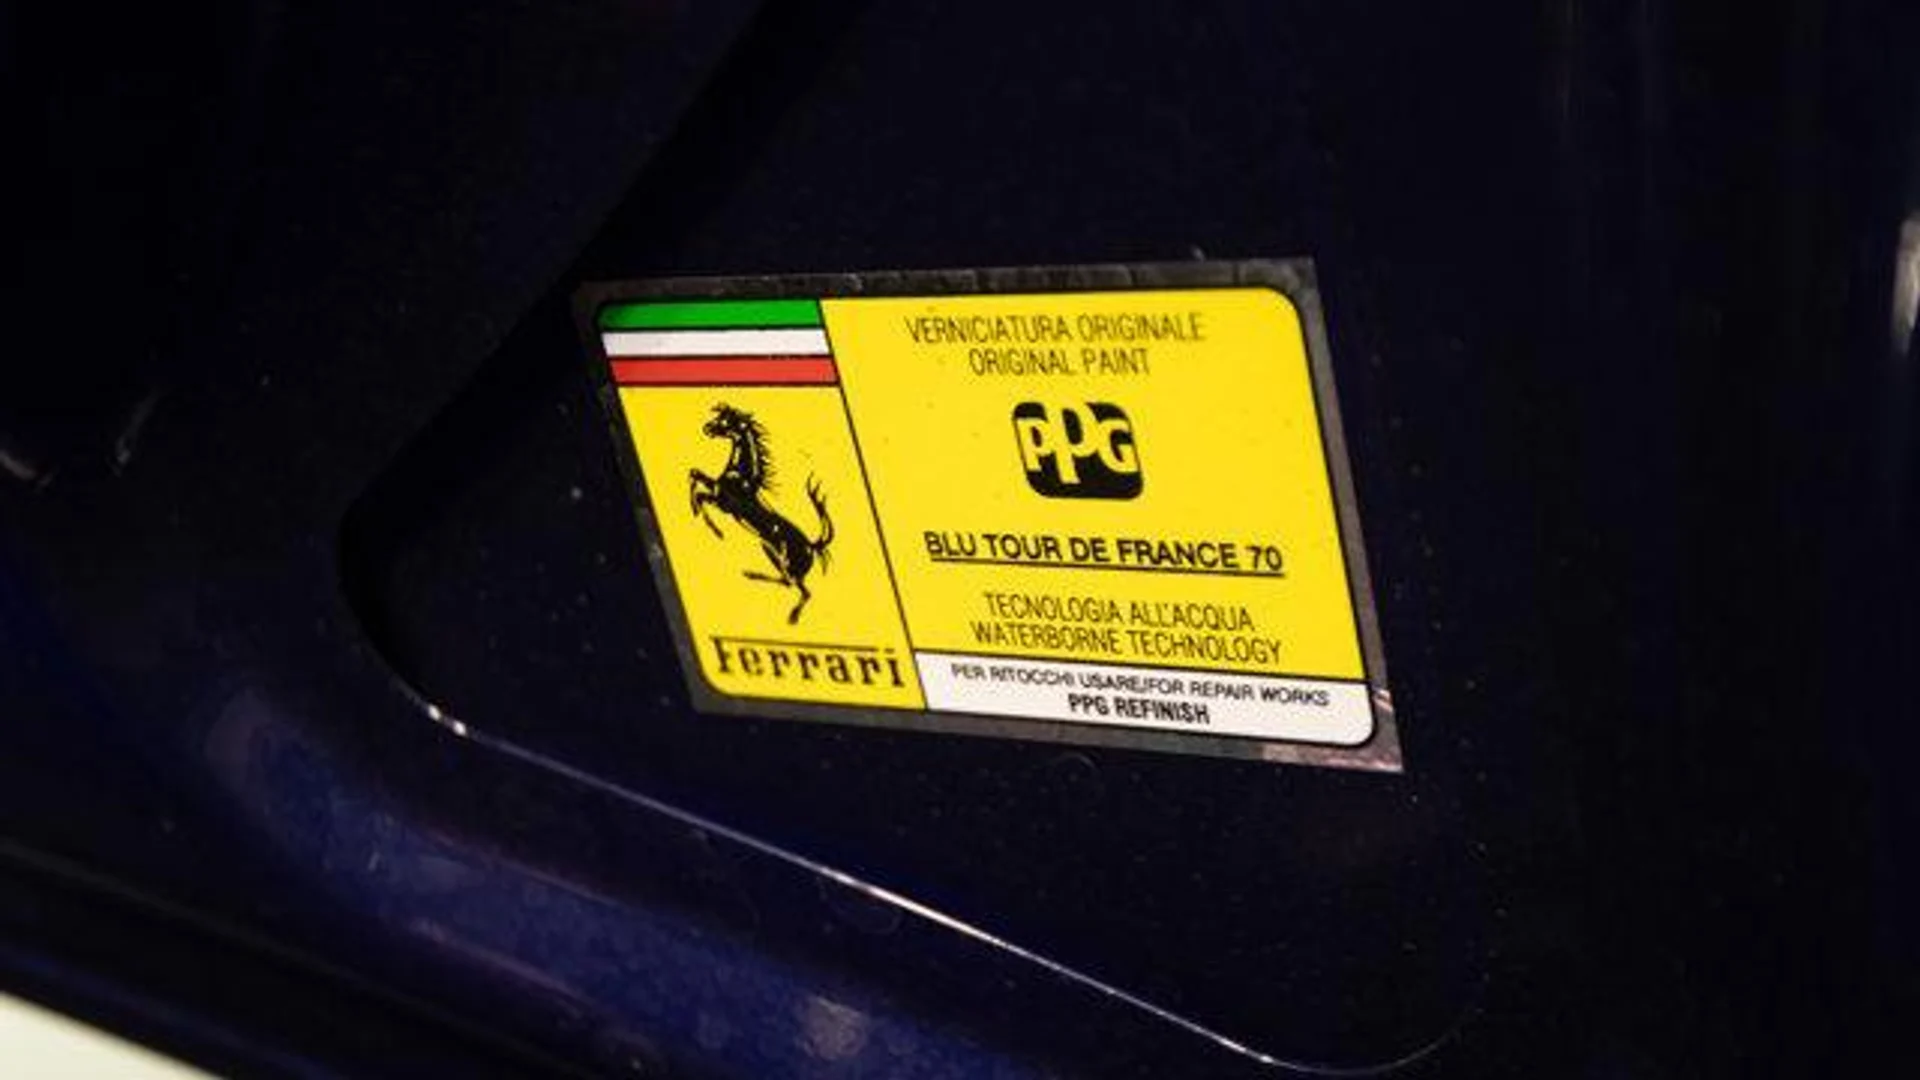 VERNICIATURA ORIGINALE
ORIGINAL PAINT
PPG
BLU TOUR DE FRANCE 70
TECNOLOGIA ALL'ACQUA
WATERBORNE TECHNOLOGY
Ferrari
PER RITOCCHI USARE/FOR REPAIR WORKS
PPG REFINISH